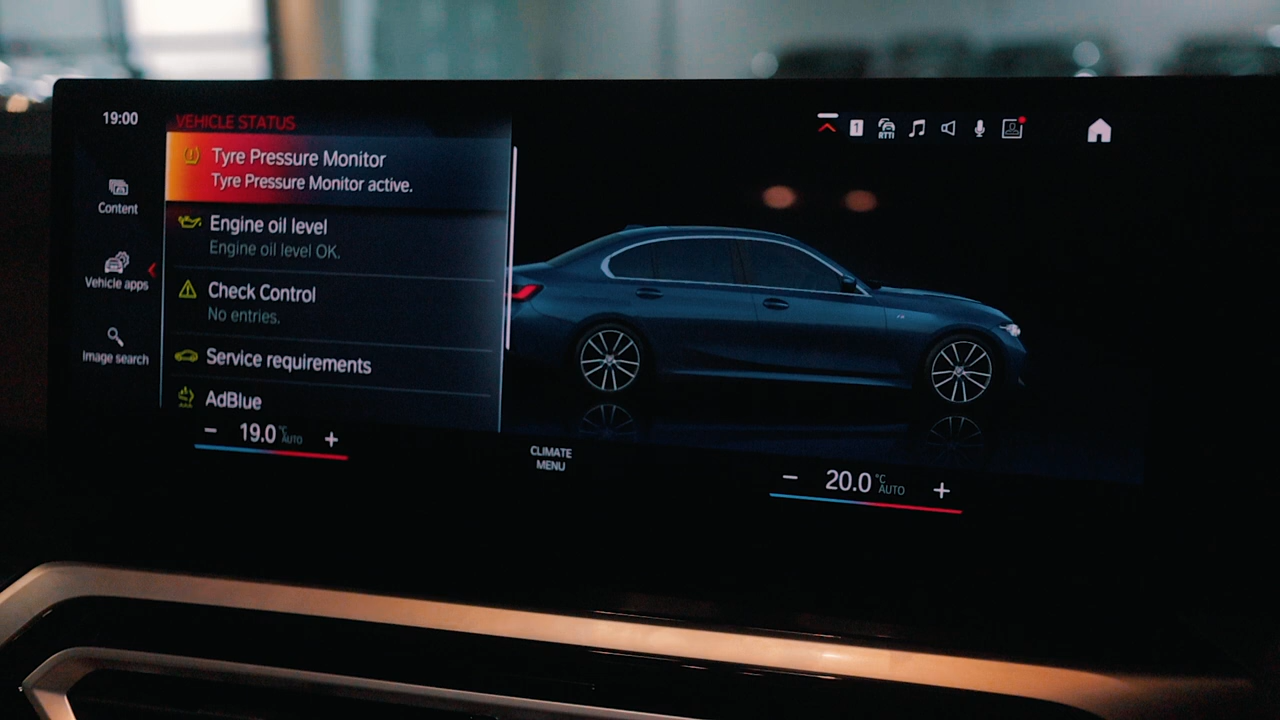 19:00
VEHICLE STATUS
Tyre Pressure Monitor
Tyre Pressure Monitor active.
Engine oil level
Engine oil level OK.
Check Control
No entries.
Service requirements
AdBlue
Content
Vehicle apps
Image search
1
RTTI
- 19.0 °C AUTO +
CLIMATE
MENU
- 20.0 °C AUTO +